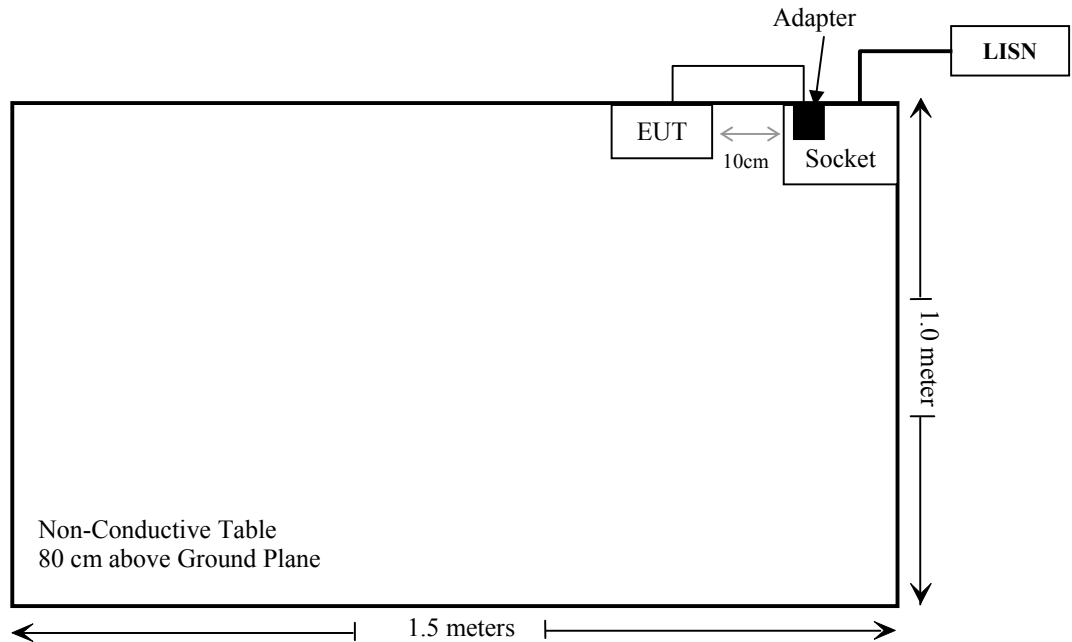 Adapter
LISN
EUT
10cm
Socket
1.0 meter
Non-Conductive Table
80 cm above Ground Plane
1.5 meters